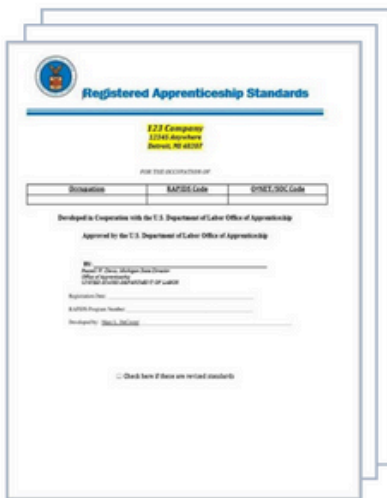 Registered Apprenticeship Standards
123 Company
12345 Anywhere
Detroit, MI 48207
FOR THE OCCUPATION OF
Occupation RAPIDS Code O*NET/SOC Code
Developed in Cooperation with the U.S. Department of Labor Office of Apprenticeship
Approved by the U.S. Department of Labor Office of Apprenticeship
BY:
Michigan State Director
Office of Apprenticeship
UNITED STATES DEPARTMENT OF LABOR
Registration Date:
RAPIDS Program Number:
Developed by:
☐ Check here if these are revised standards